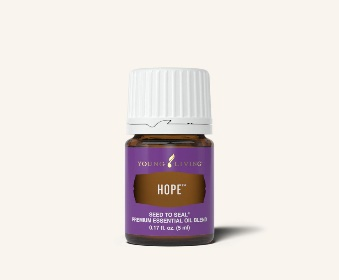 YOUNG LIVING
HOPE™
SEED TO SEAL®
PREMIUM ESSENTIAL OIL BLEND
0.17 fl. oz. (5 ml)